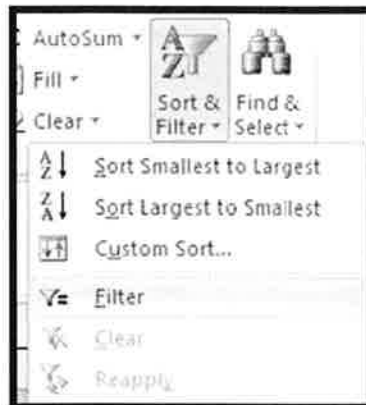 AutoSum
Fill
Clear
Sort &
Filter
Find &
Select
Sort Smallest to Largest
Sort Largest to Smallest
Custom Sort...
Filter
Clear
Reapply